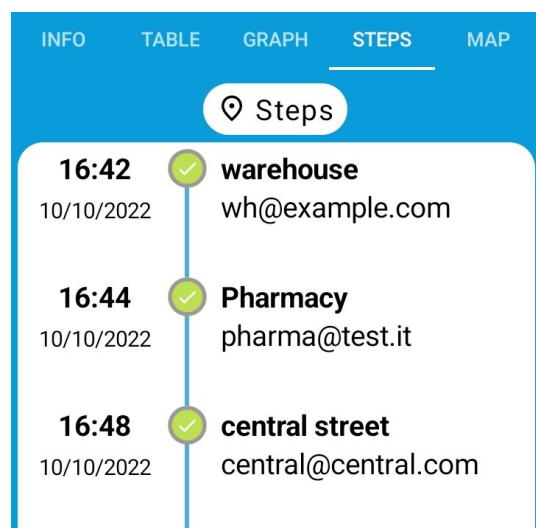 INFO TABLE GRAPH STEPS MAP
Steps
16:42 warehouse
10/10/2022 wh@example.com
16:44 Pharmacy
10/10/2022 pharma@test.it
16:48 central street
10/10/2022 central@central.com